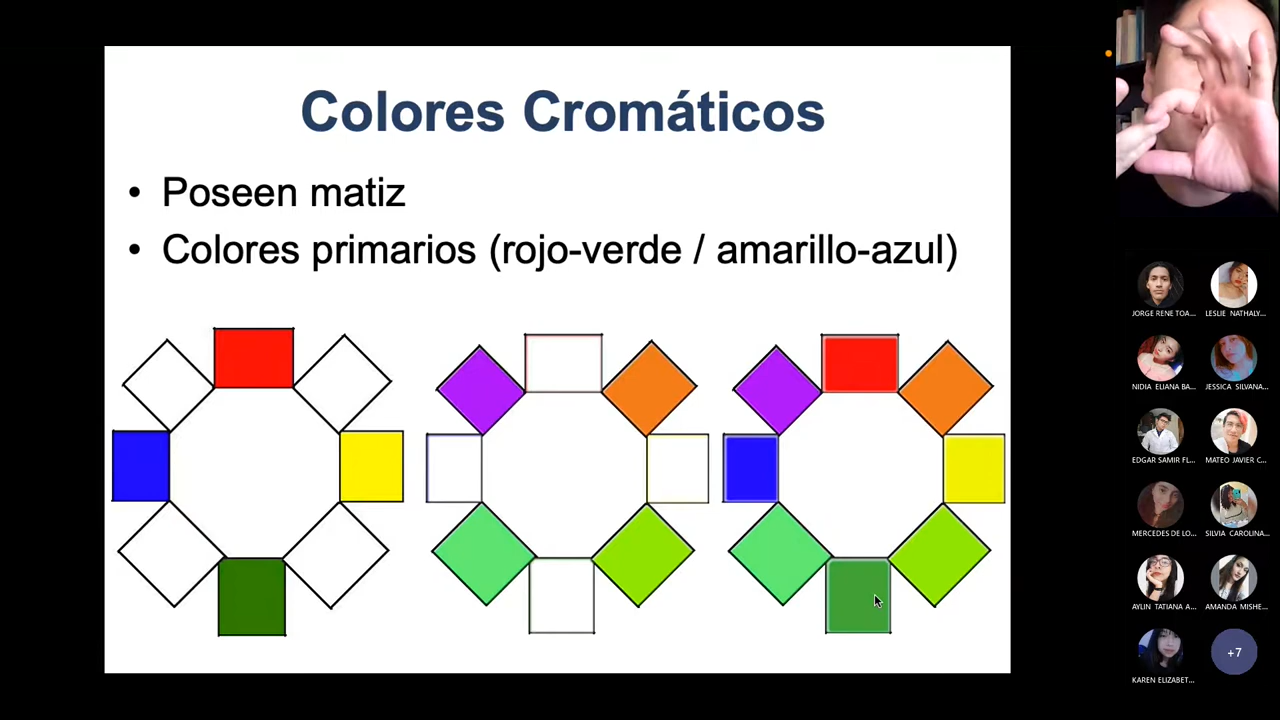 Colores Cromáticos
• Poseen matiz
• Colores primarios (rojo-verde / amarillo-azul)
JORGE RENE TOA...
LESLIE NATHALY...
NIDIA ELIANA BA...
JESSICA SILVANA...
EDGAR SAMIR FL...
MATEO JAVIER C...
MERCEDES DE LO...
SILVIA CAROLINA...
AYLIN TATIANA A...
AMANDA MISHE...
KAREN ELIZABET...
+7